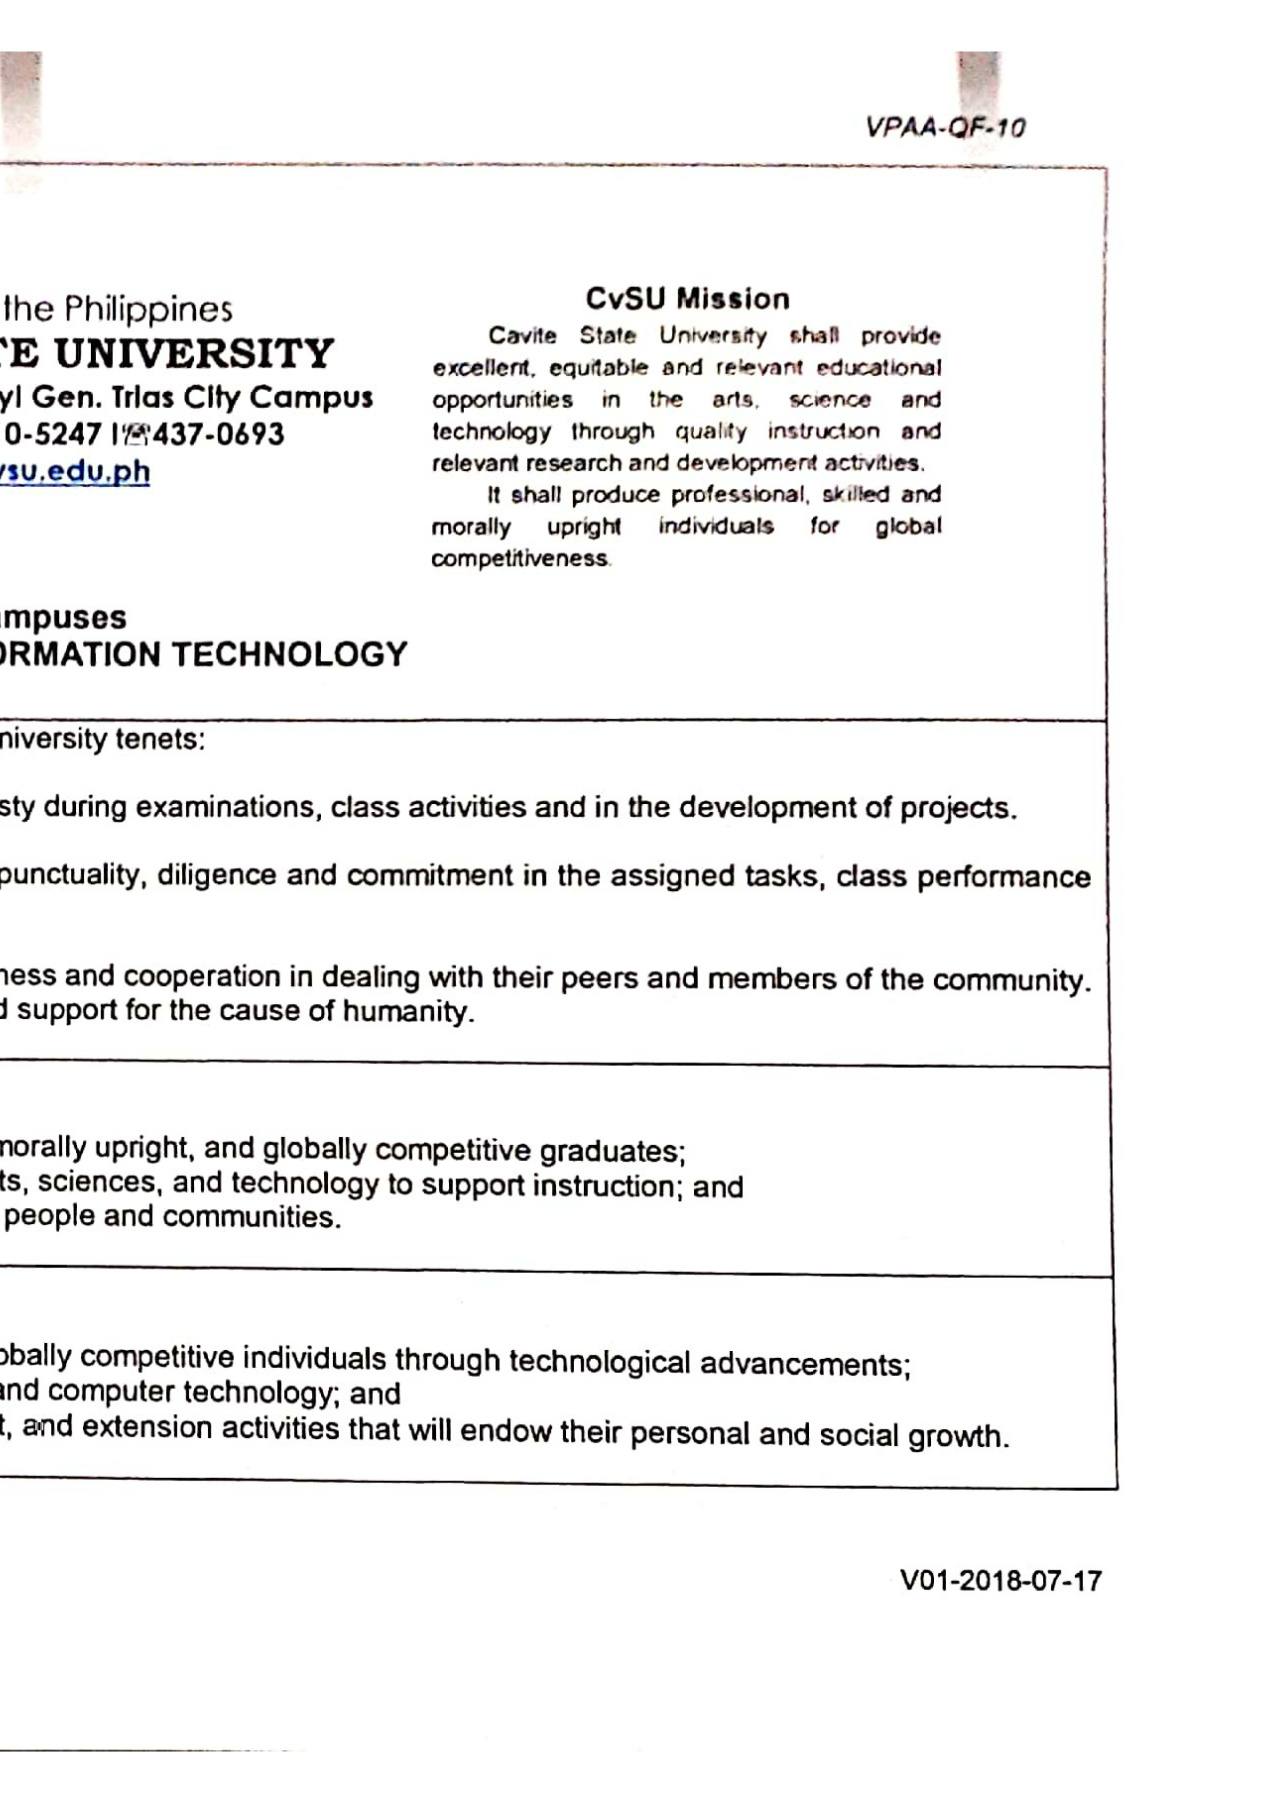 VPAA-QF-10
the Philippines
TE UNIVERSITY
yl Gen. Trias City Campus
0-5247 I☏437-0693
vsu.edu.ph
CvSU Mission
Cavite State University shall provide
excellent, equitable and relevant educational
opportunities in the arts, science and
technology through quality instruction and
relevant research and development activities.
It shall produce professional, skilled and
morally upright individuals for global
competitiveness.
mpuses
ORMATION TECHNOLOGY
niversity tenets:
sty during examinations, class activities and in the development of projects.
punctuality, diligence and commitment in the assigned tasks, class performance
ness and cooperation in dealing with their peers and members of the community.
d support for the cause of humanity.
morally upright, and globally competitive graduates;
ts, sciences, and technology to support instruction; and
people and communities.
obally competitive individuals through technological advancements;
and computer technology; and
t, and extension activities that will endow their personal and social growth.
V01-2018-07-17